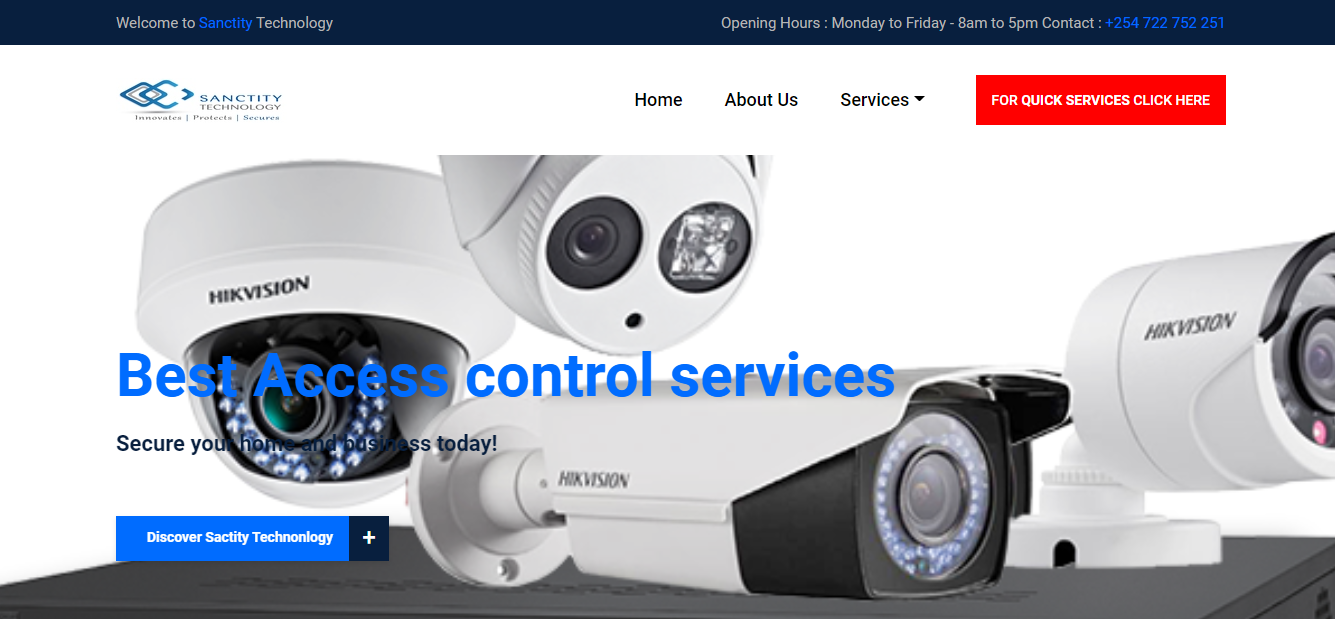 Welcome to Sanctity Technology
Opening Hours : Monday to Friday - 8am to 5pm Contact : +254 722 752 251
SANCTITY
TECHNOLOGY
Innovates | Protects | Secures
Home About Us Services
FOR QUICK SERVICES CLICK HERE
HIKVISION
HIKVISION
Best Access control services
Secure your home and business today!
HIKVISION
Discover Sactity Technonlogy +